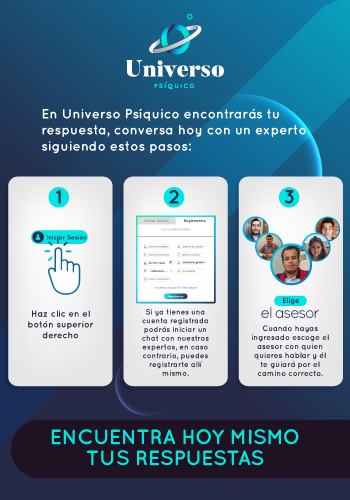 Universo
PSÍQUICO
En Universo Psíquico encontrarás tu
respuesta, conversa hoy con un experto
siguiendo estos pasos:
1
Iniciar Sesión
Haz clic en el
botón superior
derecho
2
Iniciar Sesión
Registrarme
Si ya tienes una
cuenta registrada
podrás iniciar un
chat con nuestros
expertos, en caso
contrario, puedes
registrarte allí
mismo.
3
Elige
el asesor
Cuando hayas
ingresado escoge el
asesor con quien
quieres hablar y él
te guiará por el
camino correcto.
ENCUENTRA HOY MISMO
TUS RESPUESTAS